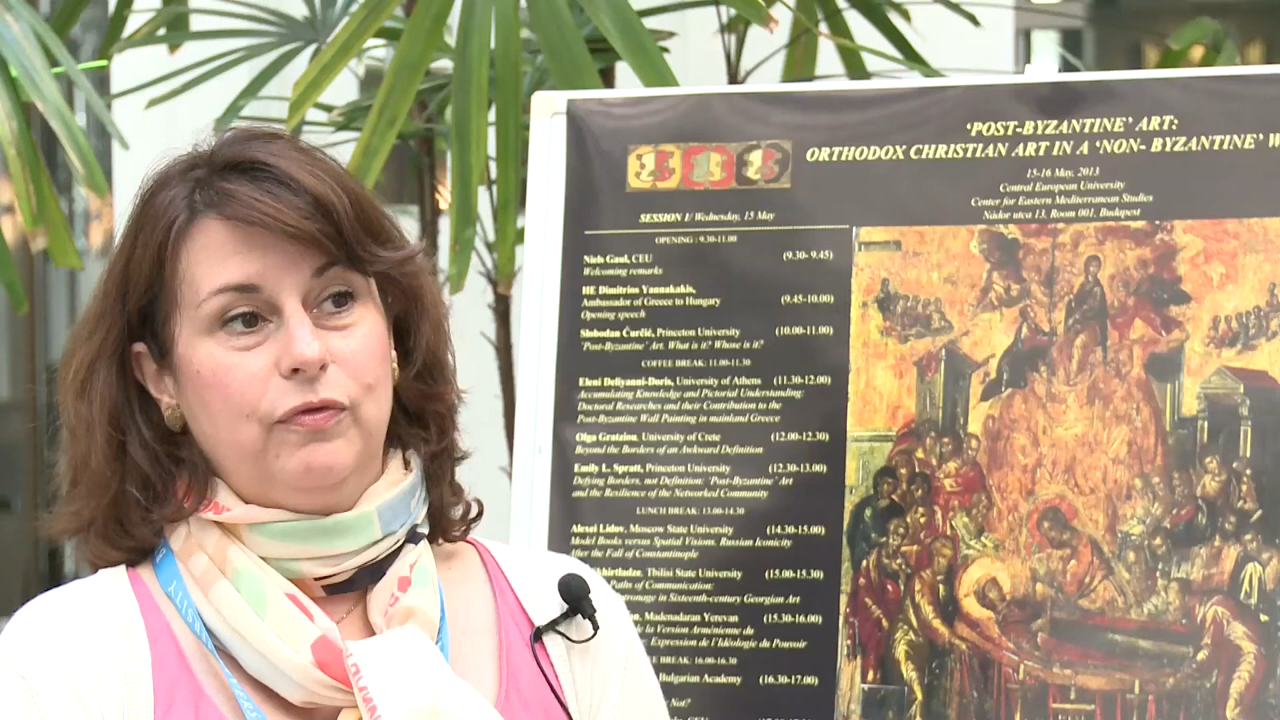 'POST-BYZANTINE' ART:
ORTHODOX CHRISTIAN ART IN A 'NON- BYZANTINE' W
15-16 May, 2013
Central European University
Center for Eastern Mediterranean Studies
Nádor utca 13, Room 001, Budapest
SESSION I/ Wednesday, 15 May
OPENING : 9.30-11.00
Niels Gaul, CEU (9.30- 9.45)
Welcoming remarks
HE Dimitrios Yannakakis,
Ambassador of Greece to Hungary (9.45-10.00)
Opening speech
Slobodan Ćurčić, Princeton University (10.00-11.00)
'Post-Byzantine' Art. What is it? Whose is it?
COFFEE BREAK: 11.00-11.30
Eleni Deliyanni-Doris, University of Athens (11.30-12.00)
Accumulating Knowledge and Pictorial Understanding:
Doctoral Researches and their Contribution to the
Post-Byzantine Wall Painting in mainland Greece
Olga Gratziou, University of Crete (12.00-12.30)
Beyond the Borders of an Awkward Definition
Emily L. Spratt, Princeton University (12.30-13.00)
Defying Borders, not Definition: 'Post-Byzantine' Art
and the Resilience of the Networked Community
LUNCH BREAK: 13.00-14.30
Alexei Lidov, Moscow State University (14.30-15.00)
Model Books versus Spatial Visions. Russian Iconicity
After the Fall of Constantinople
khirtladze, Tbilisi State University (15.00-15.30)
Paths of Communication:
tronage in Sixteenth-century Georgian Art
on, Madenadaran Yerevan (15.30-16.00)
de la Version Arménienne du
: Expression de l'Idéologie du Pouvoir
E BREAK: 16.00-16.30
Bulgarian Academy (16.30-17.00)
y Not?